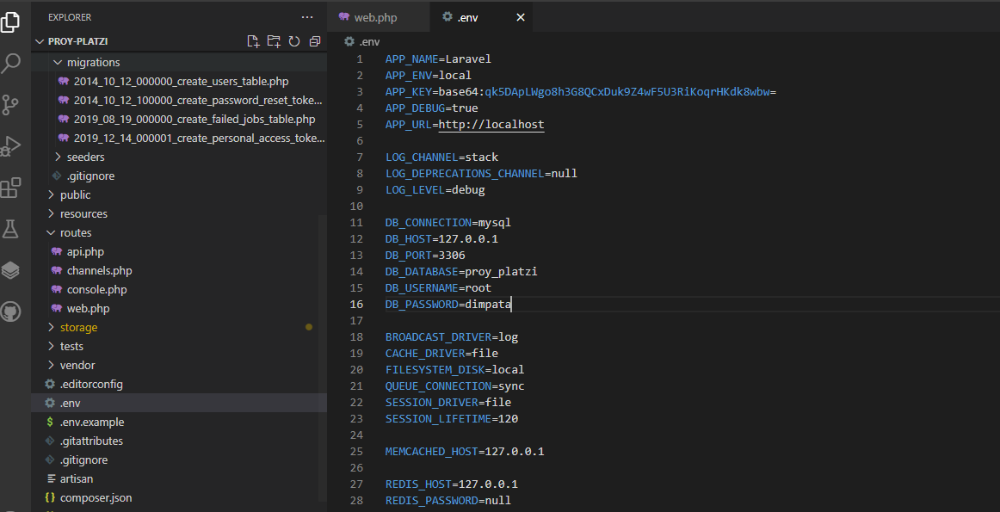 EXPLORER
PROY-PLATZI
migrations
2014_10_12_000000_create_users_table.php
2014_10_12_100000_create_password_reset_toke...
2019_08_19_000000_create_failed_jobs_table.php
2019_12_14_000001_create_personal_access_toke...
seeders
.gitignore
public
resources
routes
api.php
channels.php
console.php
web.php
storage
tests
vendor
.editorconfig
.env
.env.example
.gitattributes
.gitignore
artisan
composer.json
web.php
.env
.env
1 APP_NAME=Laravel
2 APP_ENV=local
3 APP_KEY=base64:qk5DApLWgo8h3G8QCxDuk9Z4wF5U3RiKoqrHKdk8wbw=
4 APP_DEBUG=true
5 APP_URL=http://localhost
6
7 LOG_CHANNEL=stack
8 LOG_DEPRECATIONS_CHANNEL=null
9 LOG_LEVEL=debug
10
11 DB_CONNECTION=mysql
12 DB_HOST=127.0.0.1
13 DB_PORT=3306
14 DB_DATABASE=proy_platzi
15 DB_USERNAME=root
16 DB_PASSWORD=dimpata
17
18 BROADCAST_DRIVER=log
19 CACHE_DRIVER=file
20 FILESYSTEM_DISK=local
21 QUEUE_CONNECTION=sync
22 SESSION_DRIVER=file
23 SESSION_LIFETIME=120
24
25 MEMCACHED_HOST=127.0.0.1
26
27 REDIS_HOST=127.0.0.1
28 REDIS_PASSWORD=null